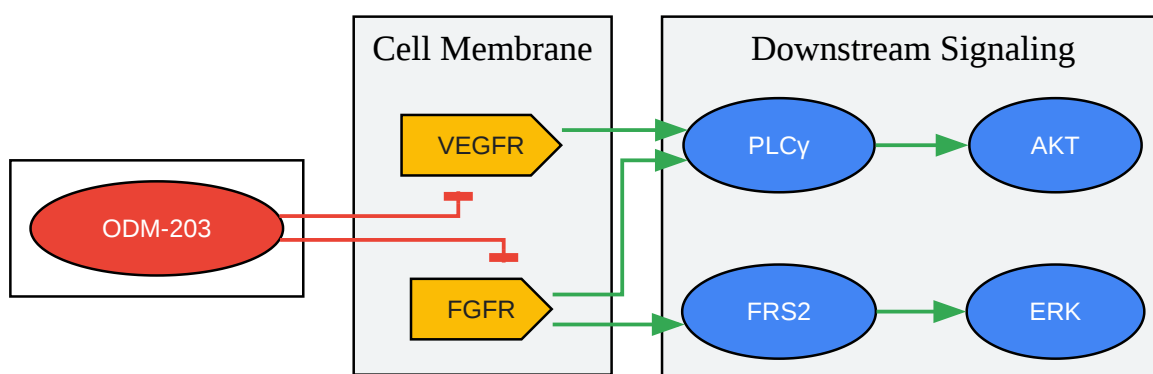 Cell Membrane
Downstream Signaling
VEGFR
PLCγ
AKT
ODM-203
FGFR
FRS2
ERK